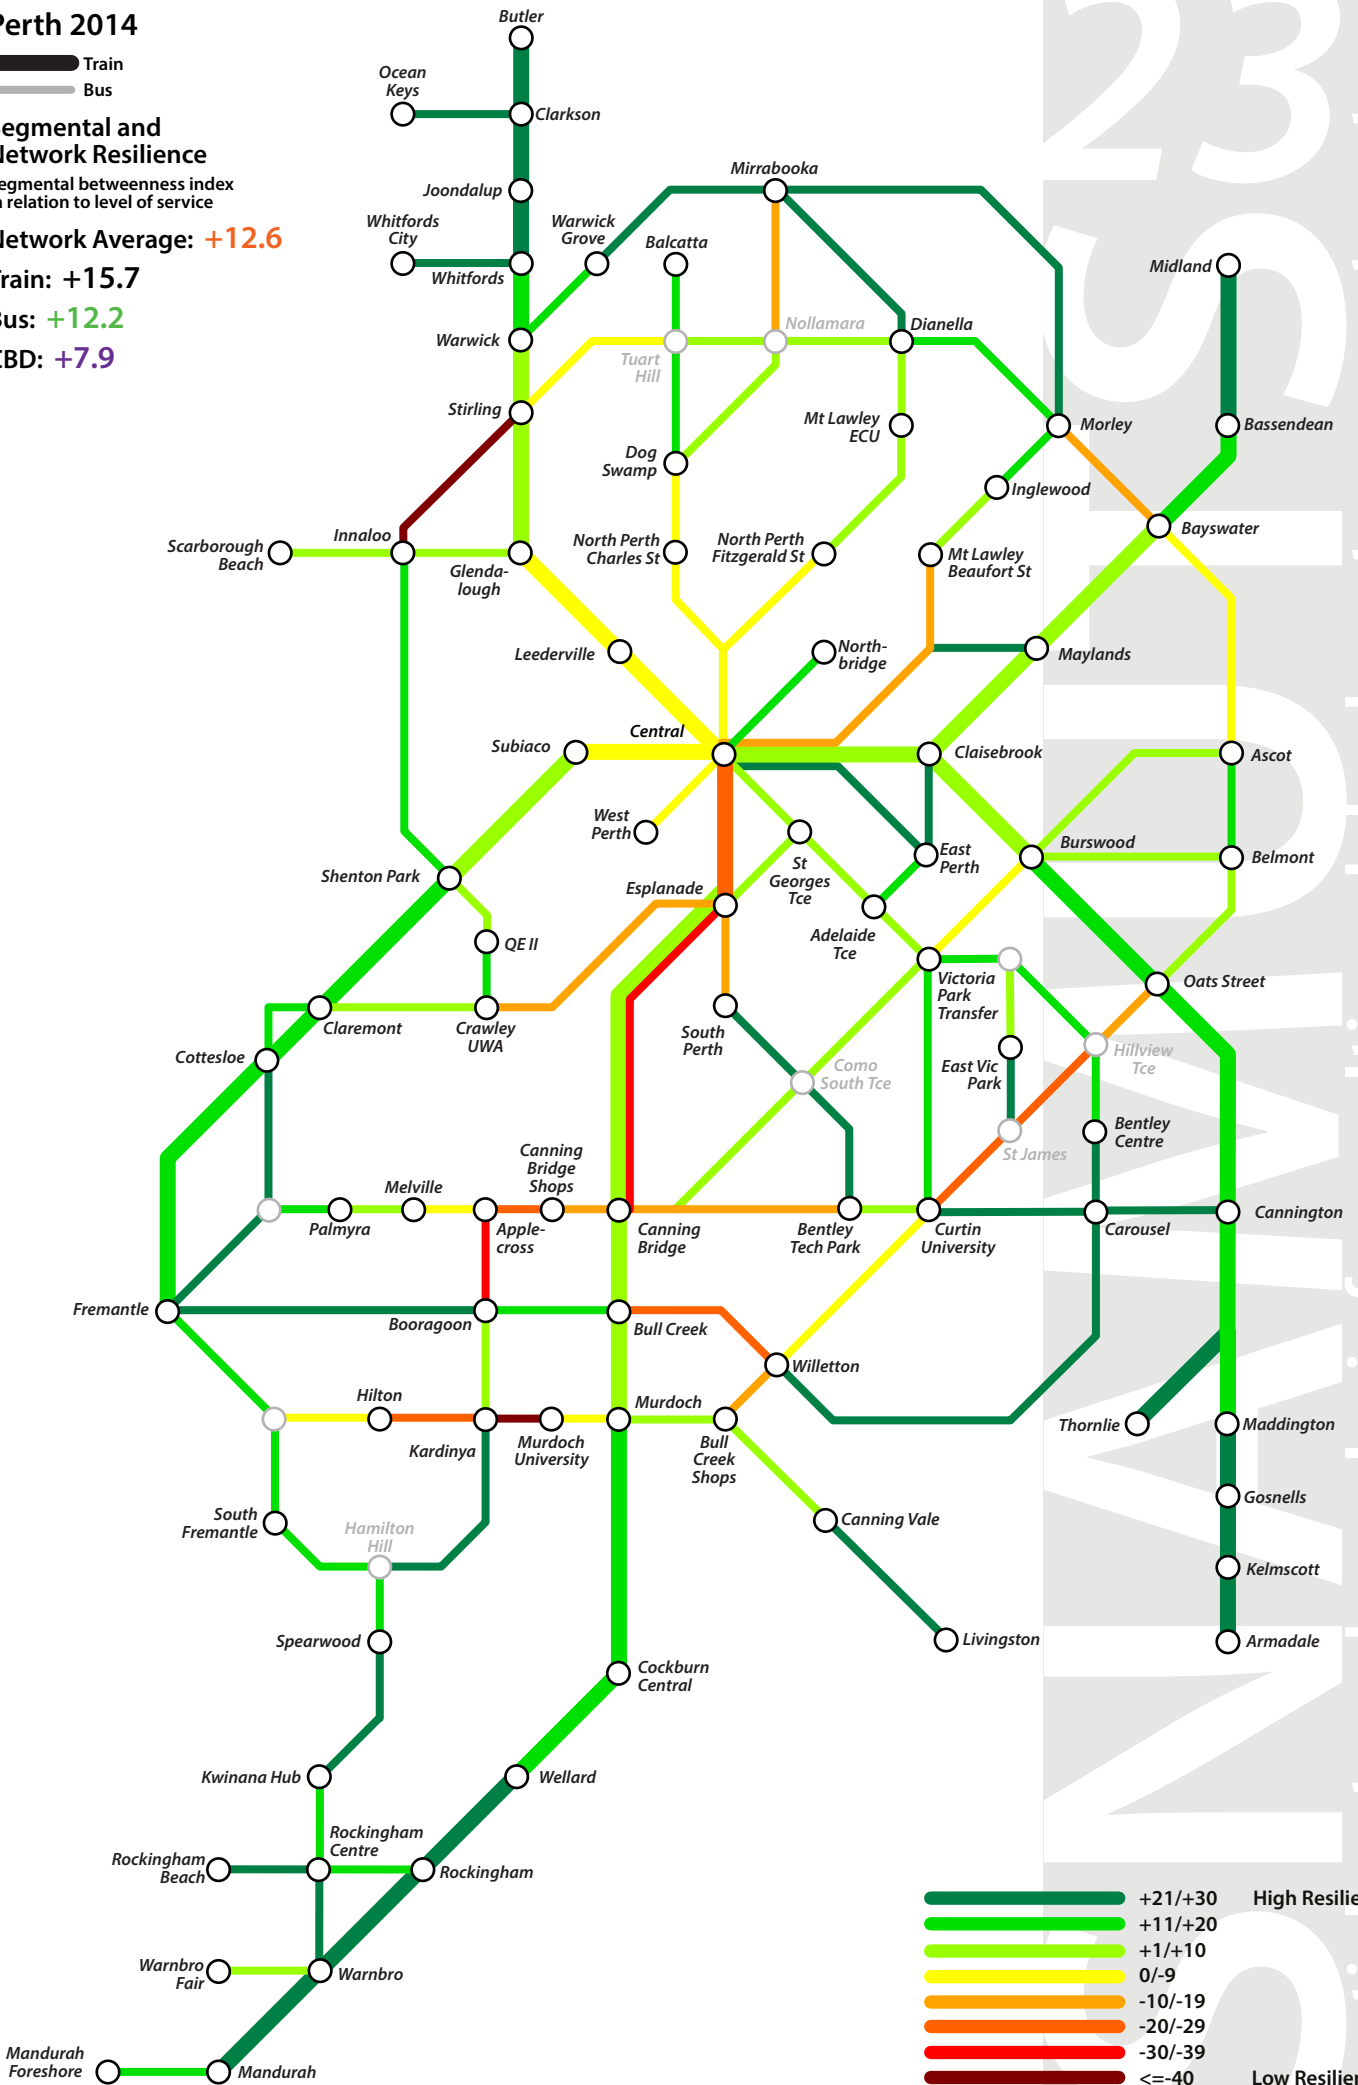 Perth 2014
Train
Bus
Segmental and
Network Resilience
Segmental betweenness index
in relation to level of service
Network Average: +12.6
Train: +15.7
Bus: +12.2
CBD: +7.9
23
Butler
Ocean
Keys
Clarkson
Joondalup
Whitfords
City
Whitfords
Warwick
Grove
Balcatta
Mirrabooka
Midland
Warwick
Tuart
Hill
Nollamara
Dianella
Stirling
Mt Lawley
ECU
Morley
Bassendean
Dog
Swamp
Inglewood
Scarborough
Beach
Innaloo
Glenda-
lough
North Perth
Charles St
North Perth
Fitzgerald St
Mt Lawley
Beaufort St
Bayswater
Leederville
North-
bridge
Maylands
Subiaco
Central
Claisebrook
Ascot
West
Perth
St
Georges
Tce
East
Perth
Burswood
Belmont
Shenton Park
Esplanade
Adelaide
Tce
QE II
Victoria
Park
Transfer
Oats Street
Claremont
Crawley
UWA
South
Perth
Cottesloe
Como
South Tce
East Vic
Park
Hillview
Tce
St James
Bentley
Centre
Canning
Bridge
Shops
Melville
Palmyra
Apple-
cross
Canning
Bridge
Bentley
Tech Park
Curtin
University
Carousel
Cannington
Fremantle
Booragoon
Bull Creek
Willetton
Hilton
Kardinya
Murdoch
University
Murdoch
Bull
Creek
Shops
Thornlie
Maddington
South
Fremantle
Hamilton
Hill
Canning Vale
Gosnells
Kelmscott
Spearwood
Livingston
Armadale
Cockburn
Central
Kwinana Hub
Wellard
Rockingham
Centre
Rockingham
Beach
Rockingham
Warnbro
Fair
Warnbro
Mandurah
Foreshore
Mandurah
+21/+30 High Resilie
+11/+20
+1/+10
0/-9
-10/-19
-20/-29
-30/-39
<=-40 Low Resilien